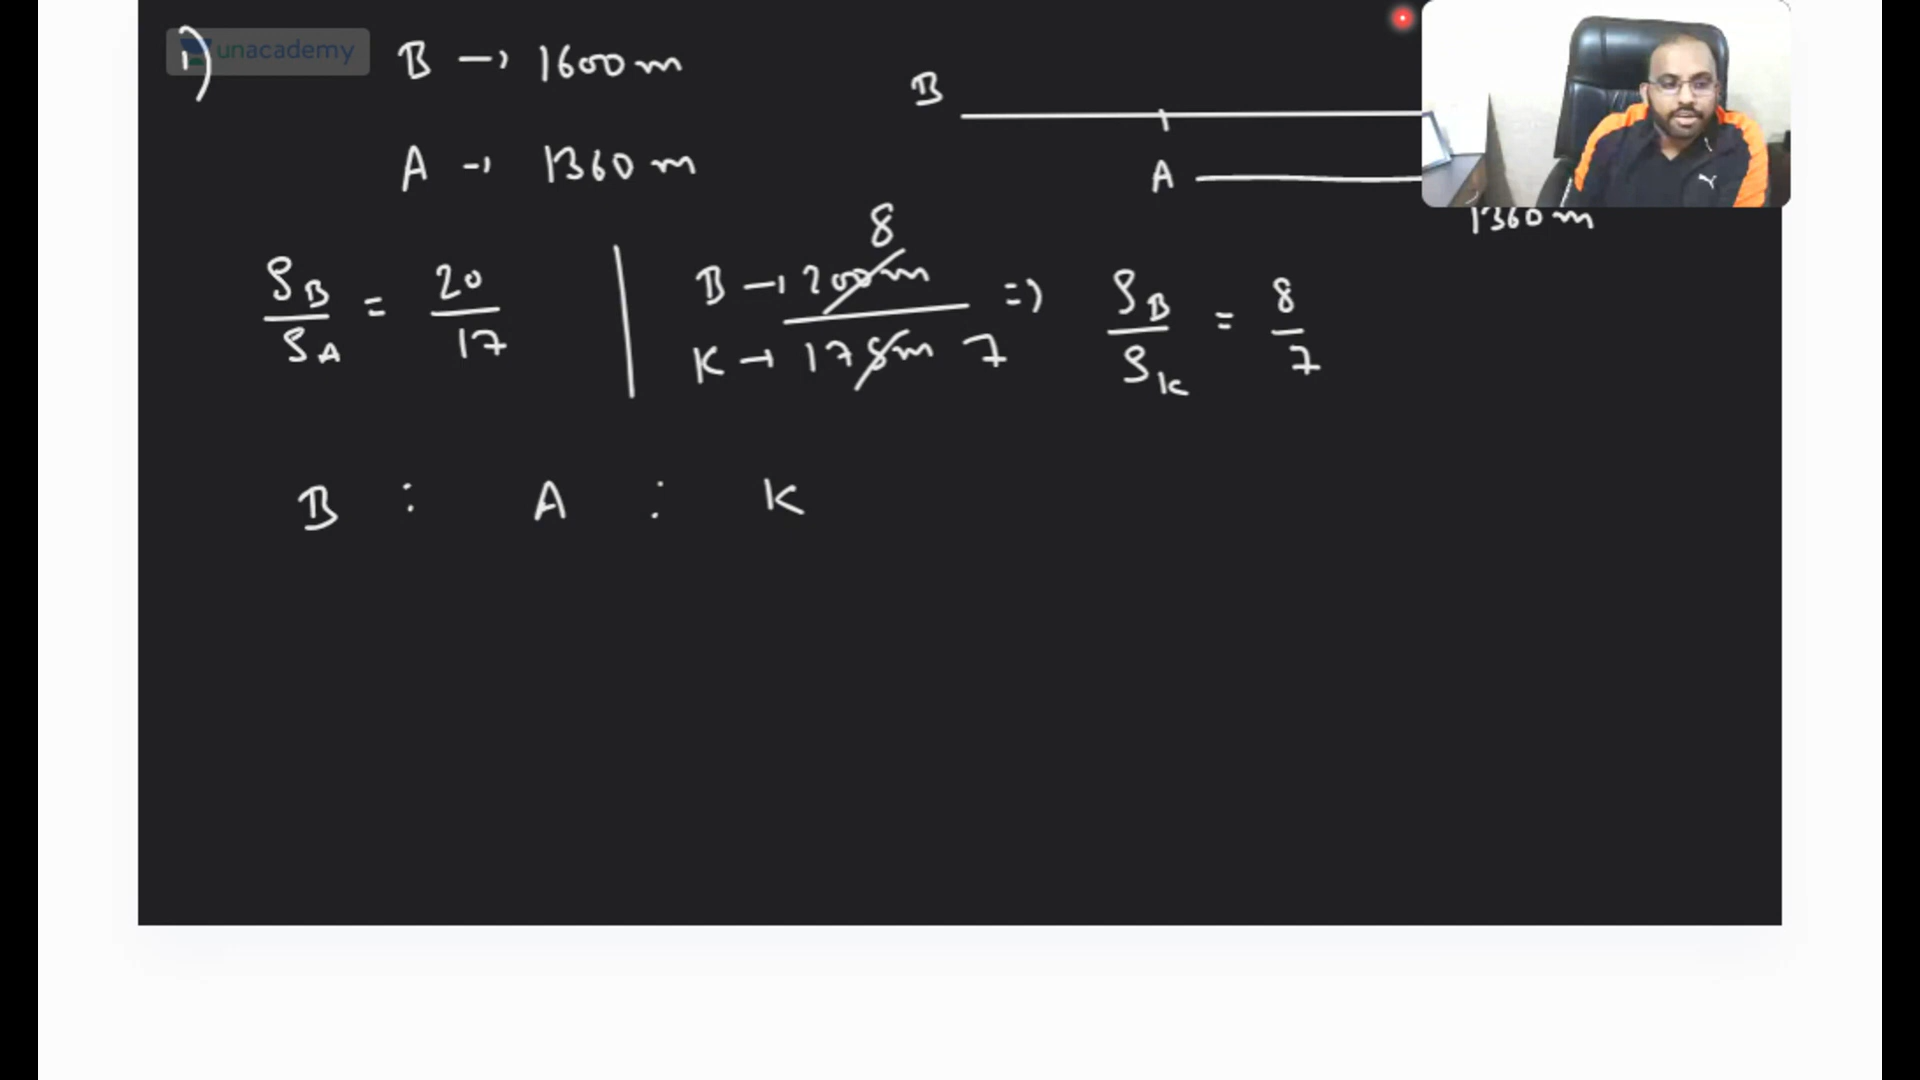 unacademy
1) B → 1600 m
B
A → 1360 m
A
1360 m
S_B / S_A = 20 / 17
B → 200 m 8
K → 175 m 7
⇒ S_B / S_K = 8 / 7
B : A : K